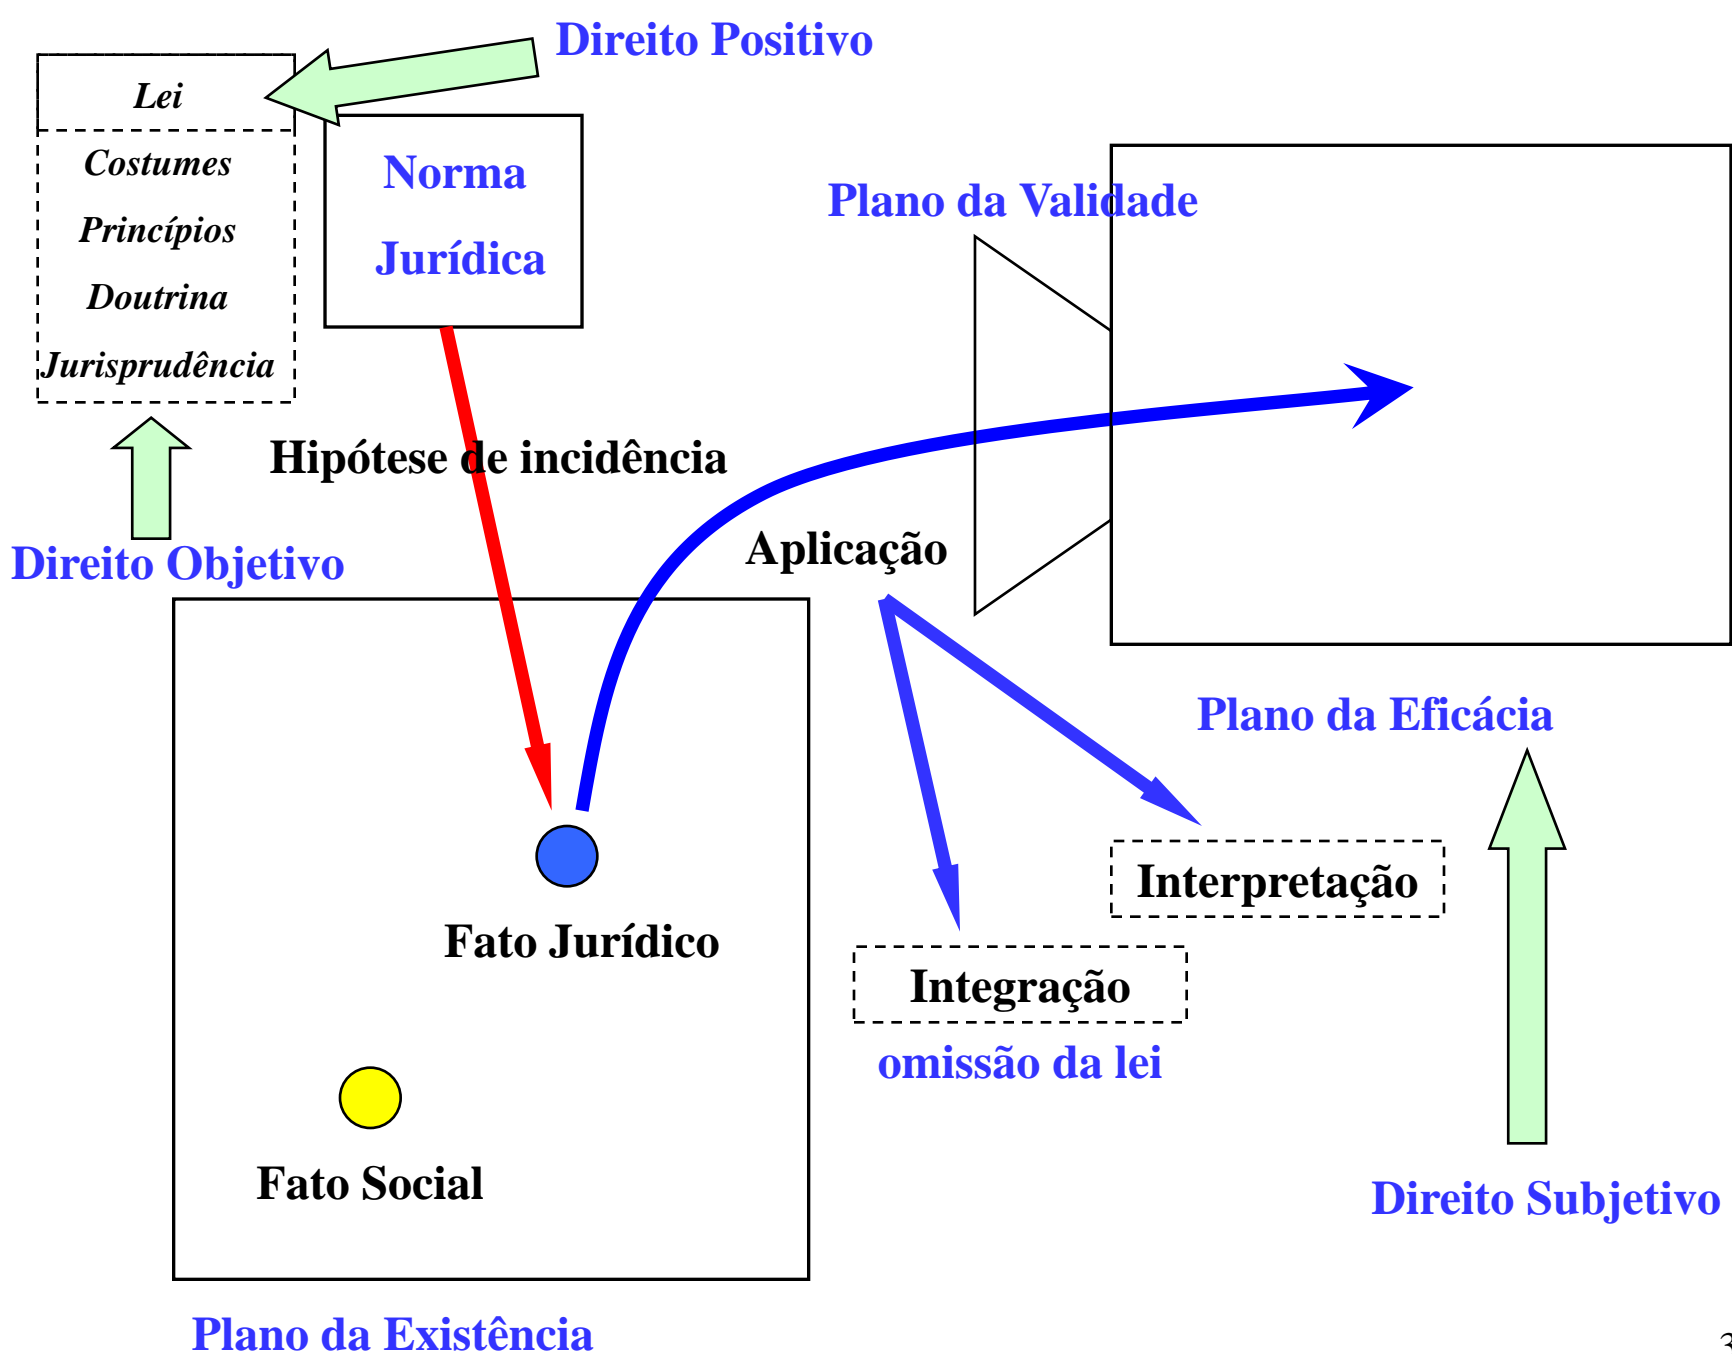 Direito Positivo
Lei
Costumes
Princípios
Doutrina
Jurisprudência
Norma
Jurídica
Plano da Validade
Hipótese de incidência
Direito Objetivo
Aplicação
Plano da Eficácia
Interpretação
Fato Jurídico
Integração
omissão da lei
Fato Social
Direito Subjetivo
Plano da Existência
3